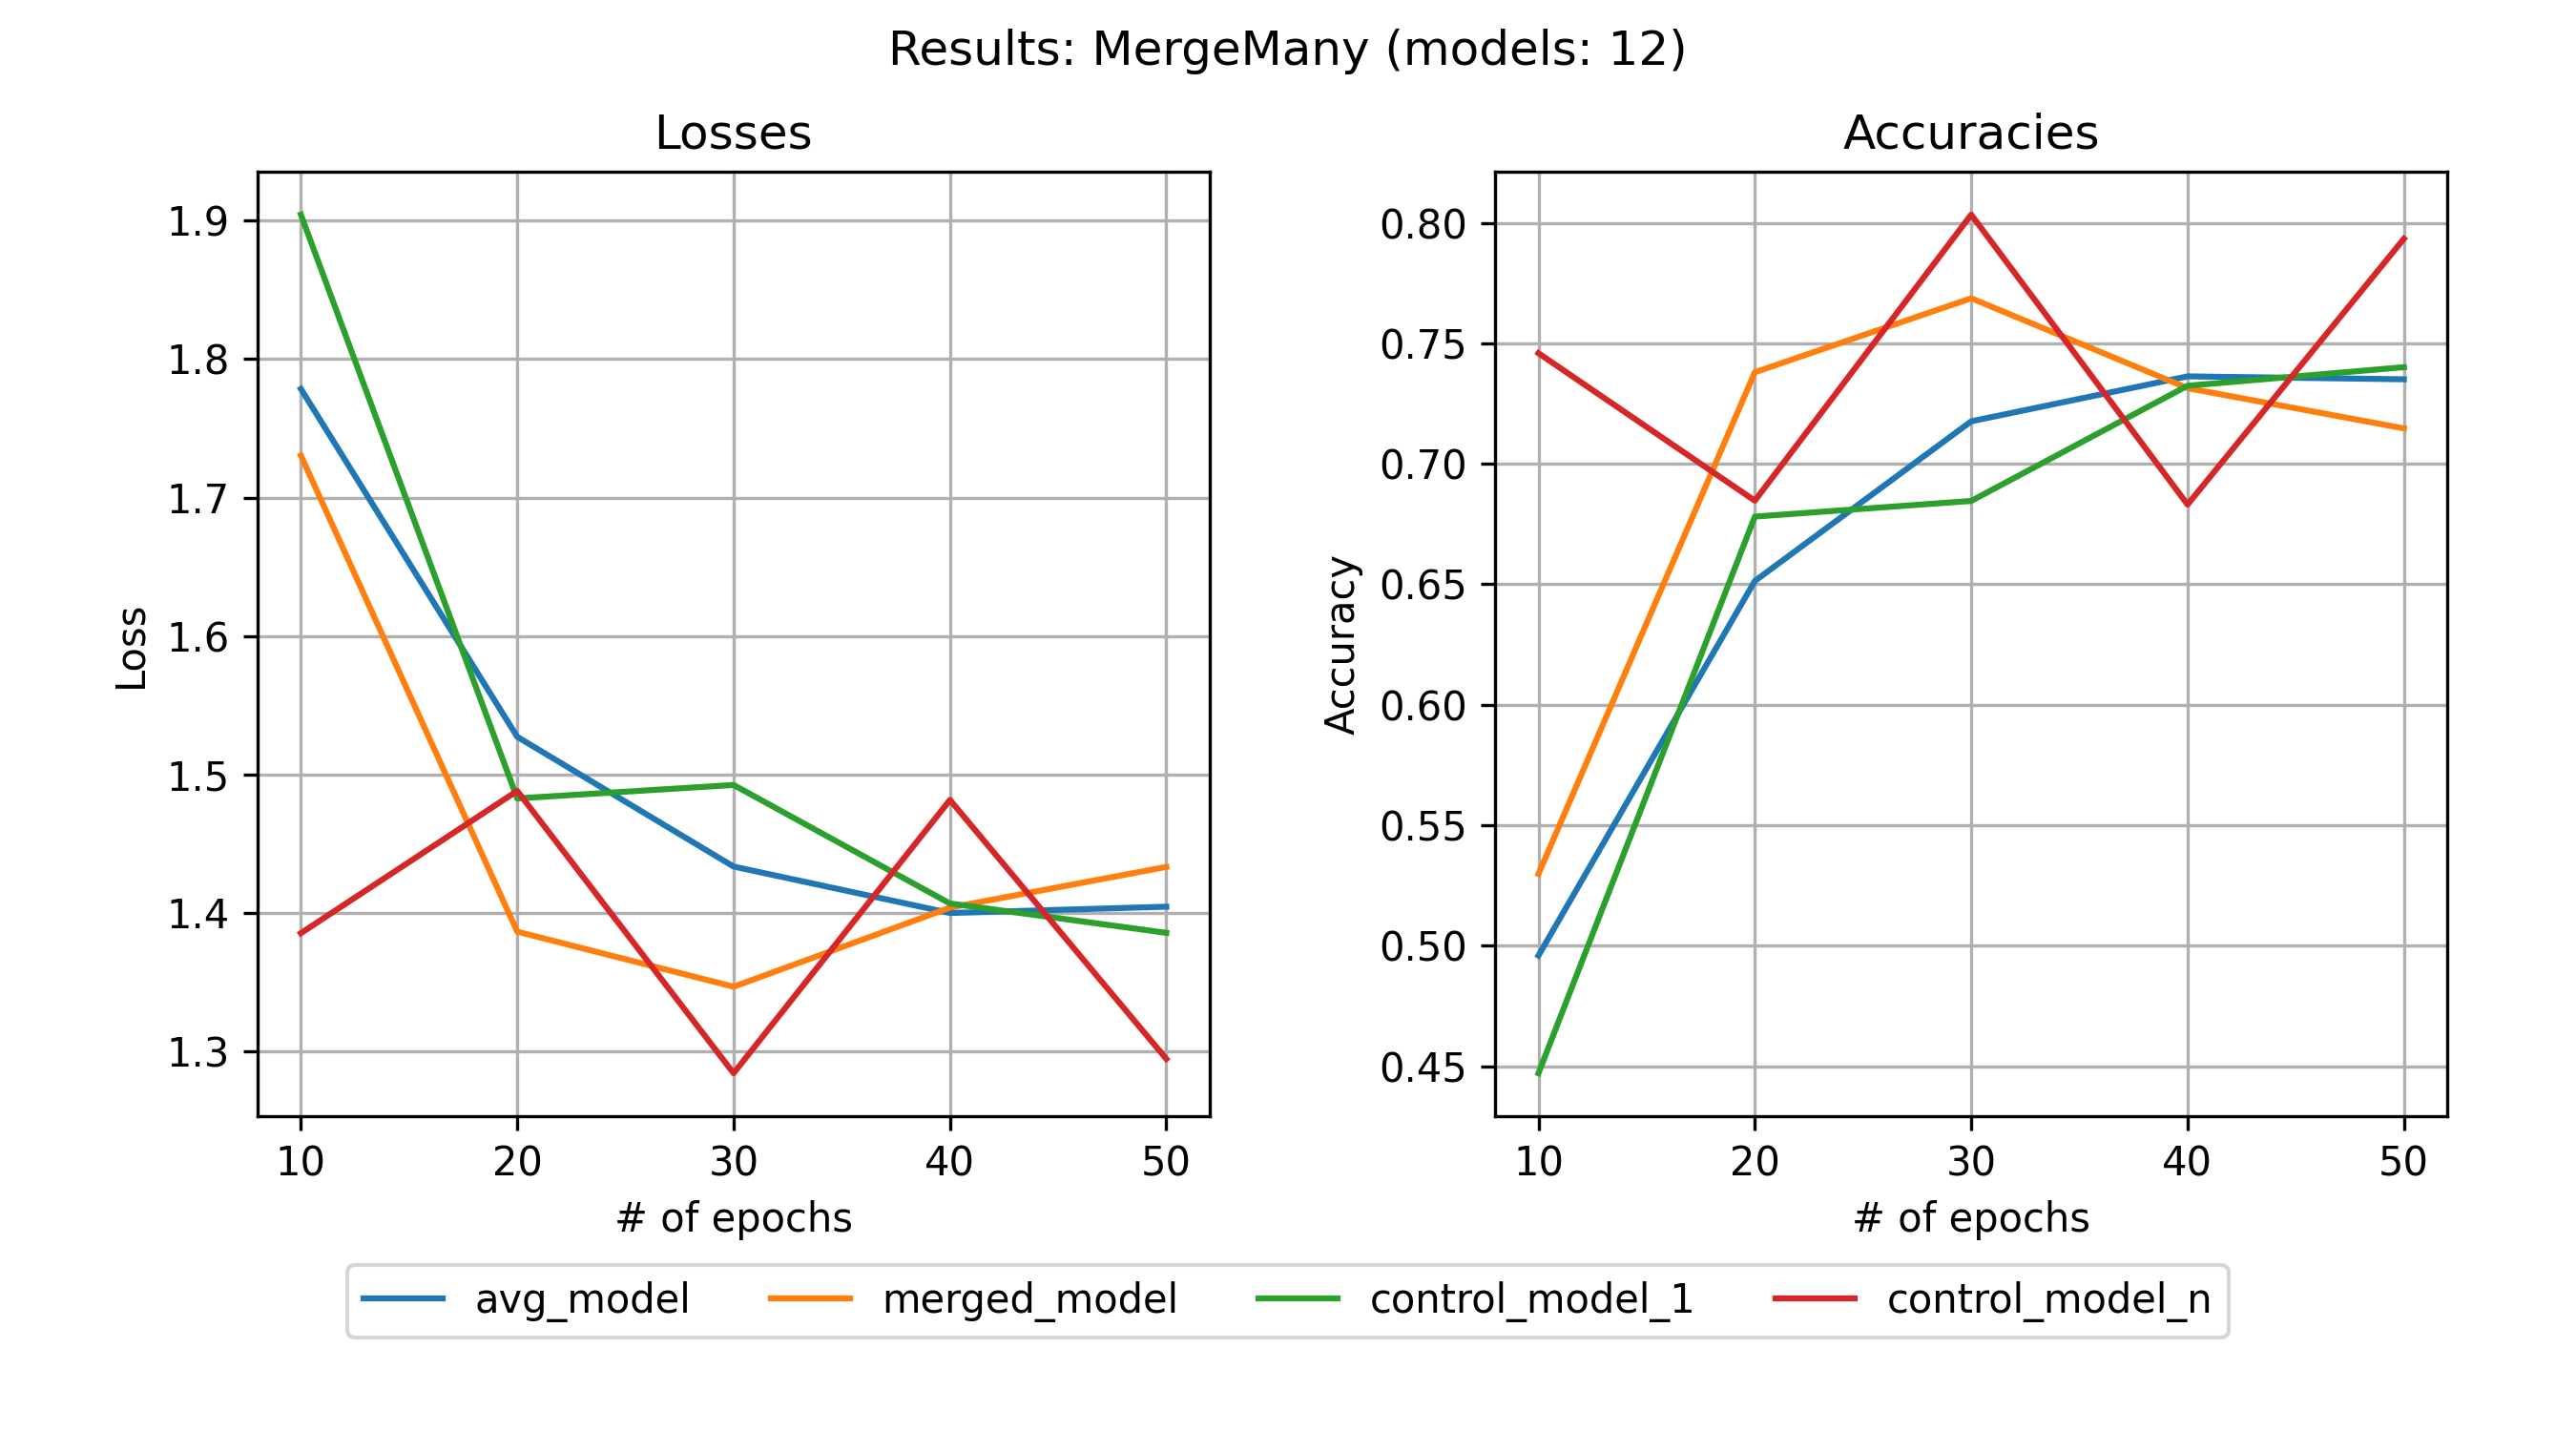 Results: MergeMany (models: 12)
Losses
Loss
1.9
1.8
1.7
1.6
1.5
1.4
1.3
10 20 30 40 50
# of epochs
Accuracies
Accuracy
0.80
0.75
0.70
0.65
0.60
0.55
0.50
0.45
10 20 30 40 50
# of epochs
avg_model merged_model control_model_1 control_model_n